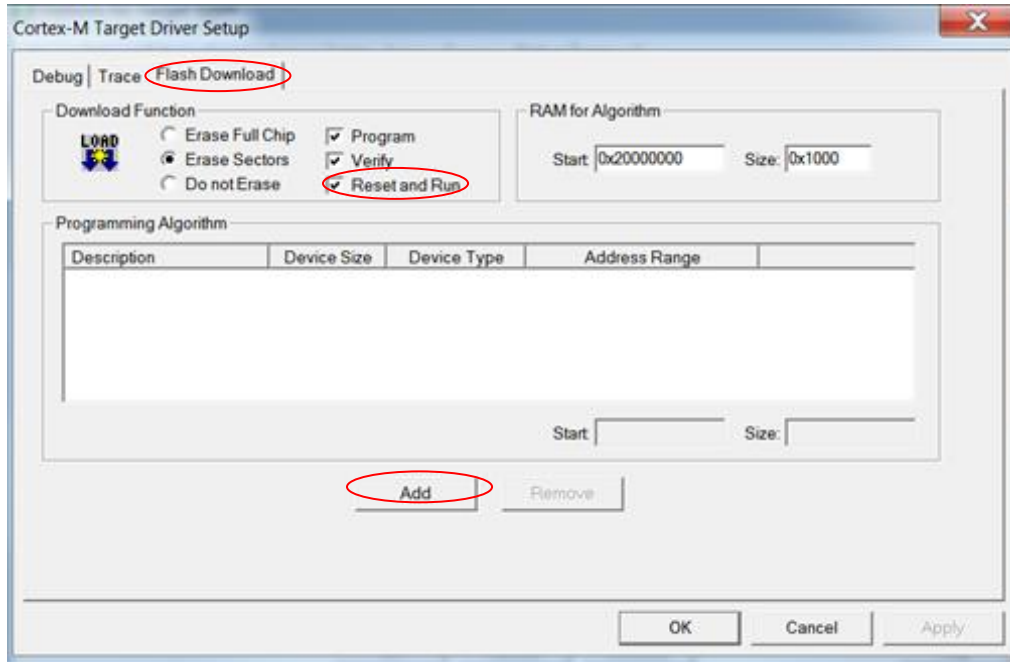 Cortex-M Target Driver Setup
Debug Trace Flash Download
Download Function
LOAD
Erase Full Chip
Erase Sectors
Do not Erase
Program
Verify
Reset and Run
RAM for Algorithm
Start: 0x20000000 Size: 0x1000
Programming Algorithm
Description Device Size Device Type Address Range
Start: Size:
Add Remove
OK Cancel Apply